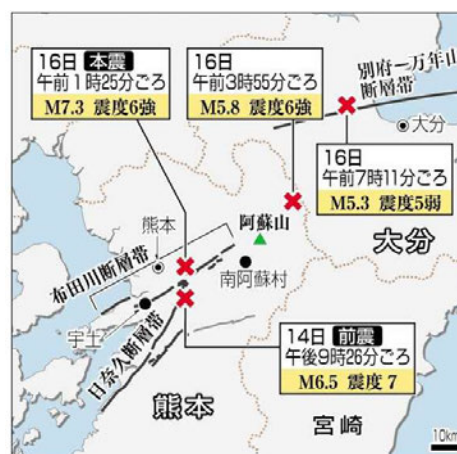 16日 本震
午前1時25分ごろ
M7.3 震度6強
16日
午前3時55分ごろ
M5.8 震度6強
別府一万年山
断層帯
大分
16日
午前7時11分ごろ
M5.3 震度5弱
大分
阿蘇山
熊本
布田川断層帯
南阿蘇村
宇土
日奈久断層帯
14日 前震
午後9時26分ごろ
M6.5 震度7
熊本
宮崎
10km